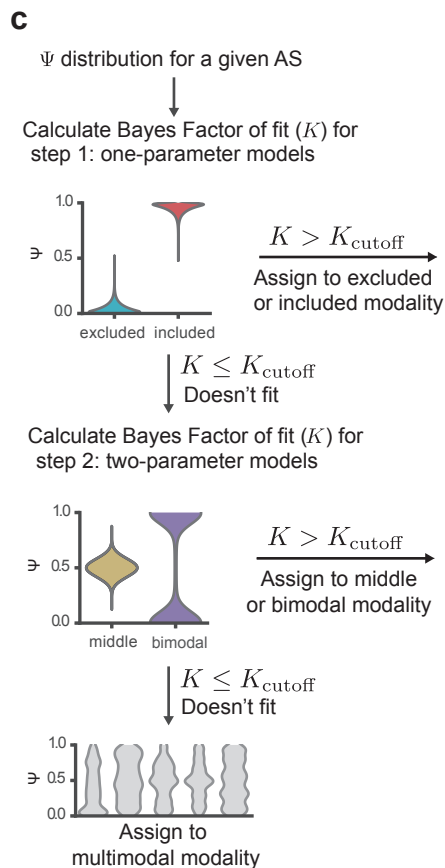 c
Ψ distribution for a given AS
Calculate Bayes Factor of fit (K) for
step 1: one-parameter models
1.0
0.5
0.0
Ψ
excluded included
K > Kcutoff
Assign to excluded
or included modality
K ≤ Kcutoff
Doesn't fit
Calculate Bayes Factor of fit (K) for
step 2: two-parameter models
1.0
0.5
0.0
Ψ
middle bimodal
K > Kcutoff
Assign to middle
or bimodal modality
K ≤ Kcutoff
Doesn't fit
1.0
0.5
0.0
Ψ
Assign to
multimodal modality